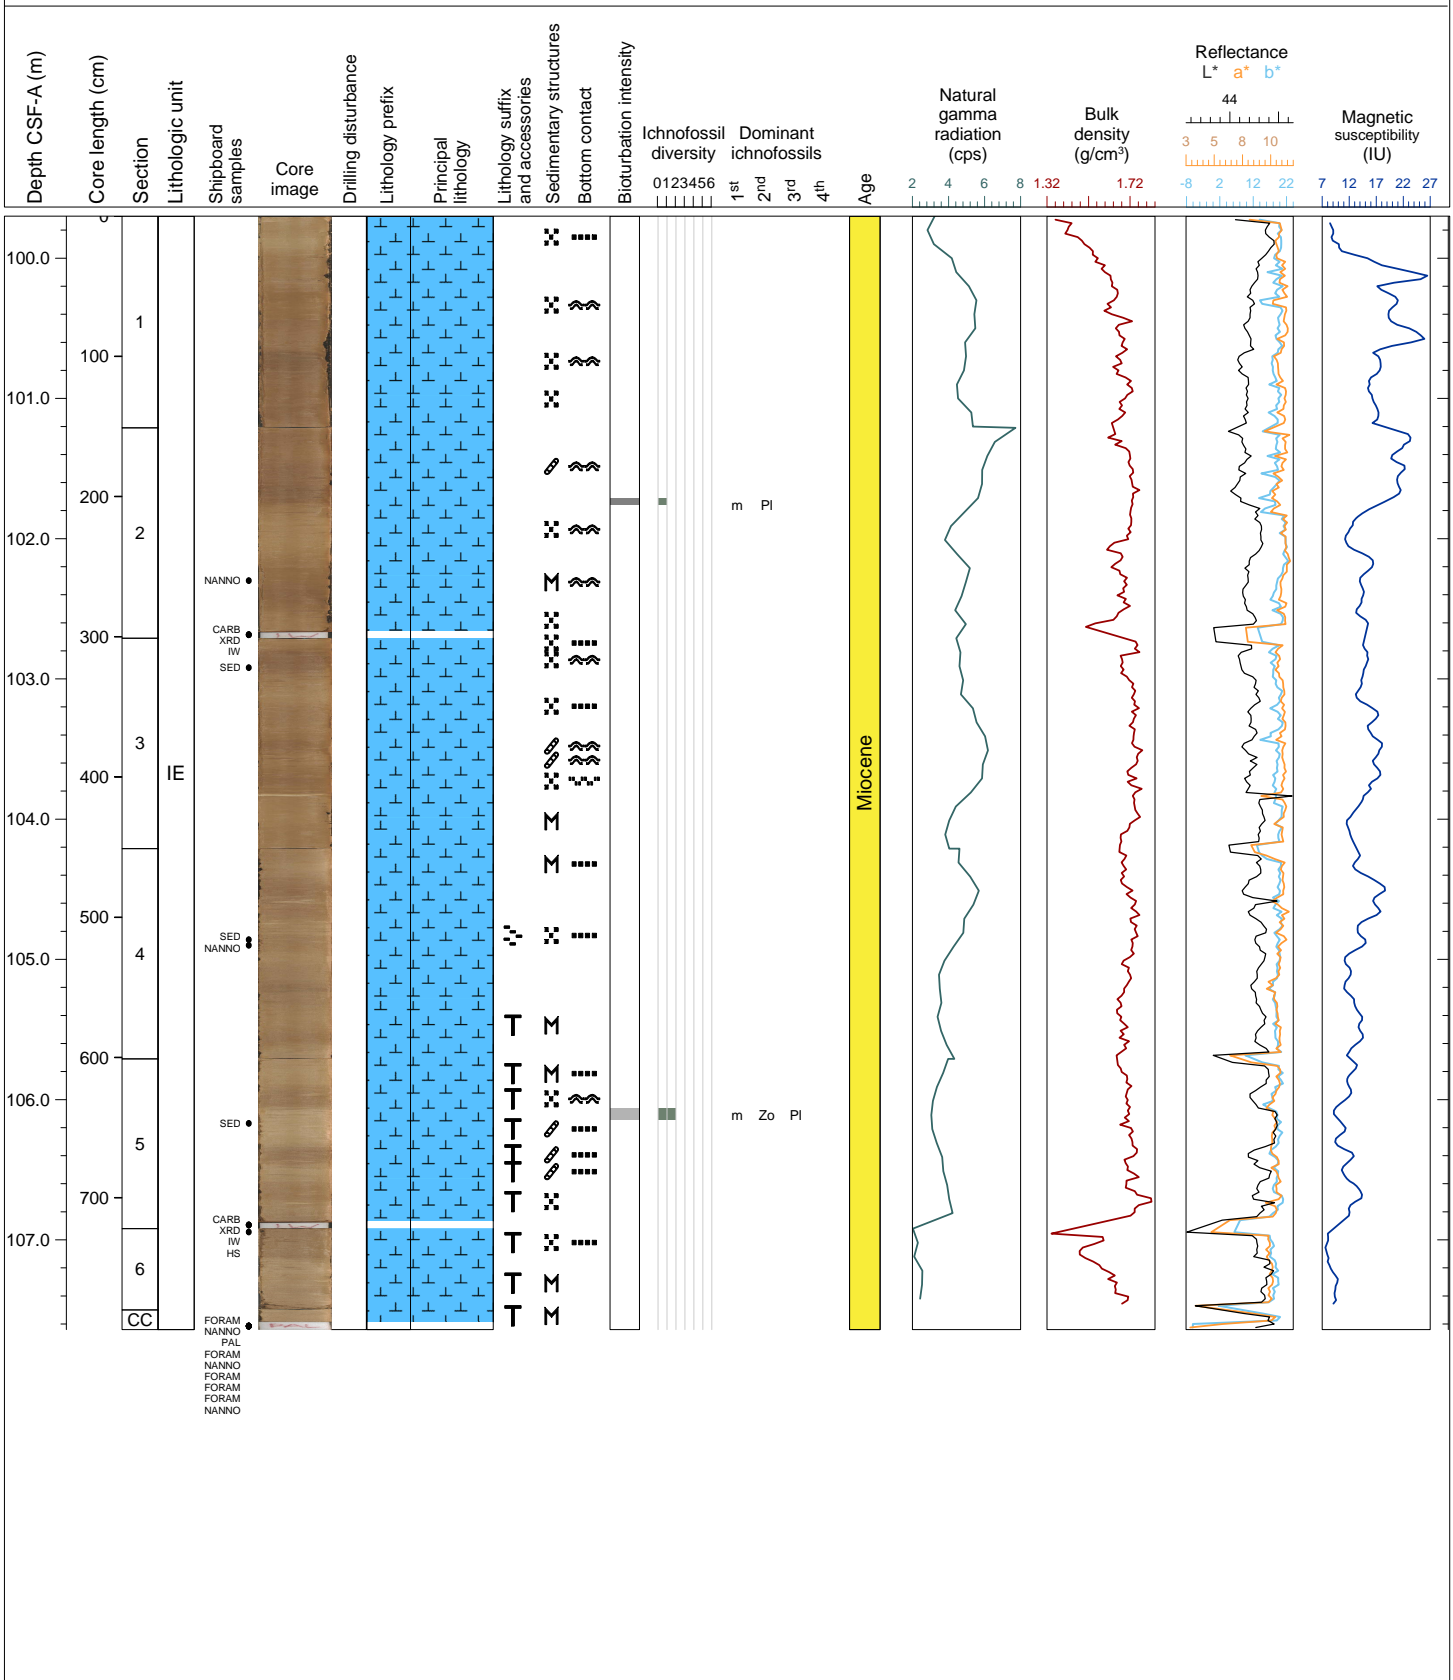 Depth CSF-A (m)
Core length (cm)
Section
Lithologic unit
Shipboard
samples
Core
image
Drilling disturbance
Lithology prefix
Principal
lithology
Lithology suffix
and accessories
Sedimentary structures
Bottom contact
Bioturbation intensity
Ichnofossil
diversity
0123456
Dominant
ichnofossils
1st 2nd 3rd 4th
Age
Natural
gamma
radiation
(cps)
2 4 6 8
Bulk
density
(g/cm³)
1.32 1.72
Reflectance
L* a* b*
44
3 5 8 10
-8 2 12 22
Magnetic
susceptibility
(IU)
7 12 17 22 27
0
100.0
1
100
101.0
200
m Pl
2
102.0
NANNO
CARB
300
XRD
IW
SED
103.0
3
Miocene
IE
400
104.0
500
SED
NANNO
4
105.0
600
106.0
m Zo Pl
SED
5
700
CARB
XRD
107.0
IW
HS
6
CC
FORAM
NANNO
PAL
FORAM
NANNO
FORAM
FORAM
FORAM
NANNO